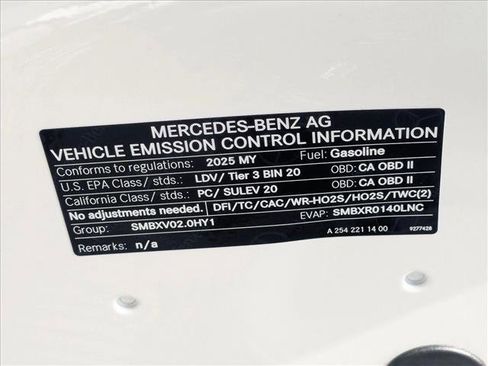 MERCEDES-BENZ AG
VEHICLE EMISSION CONTROL INFORMATION
Conforms to regulations: 2025 MY Fuel: Gasoline
U.S. EPA Class/ stds.: LDV/ Tier 3 BIN 20 OBD: CA OBD II
California Class / stds.: PC/ SULEV 20 OBD: CA OBD II
No adjustments needed. DFI/TC/CAC/WR-HO2S/HO2S/TWC(2)
Group: SMBXV02.0HY1 EVAP: SMBXR0140LNC
Remarks: n/a A 254 221 14 00 9277428